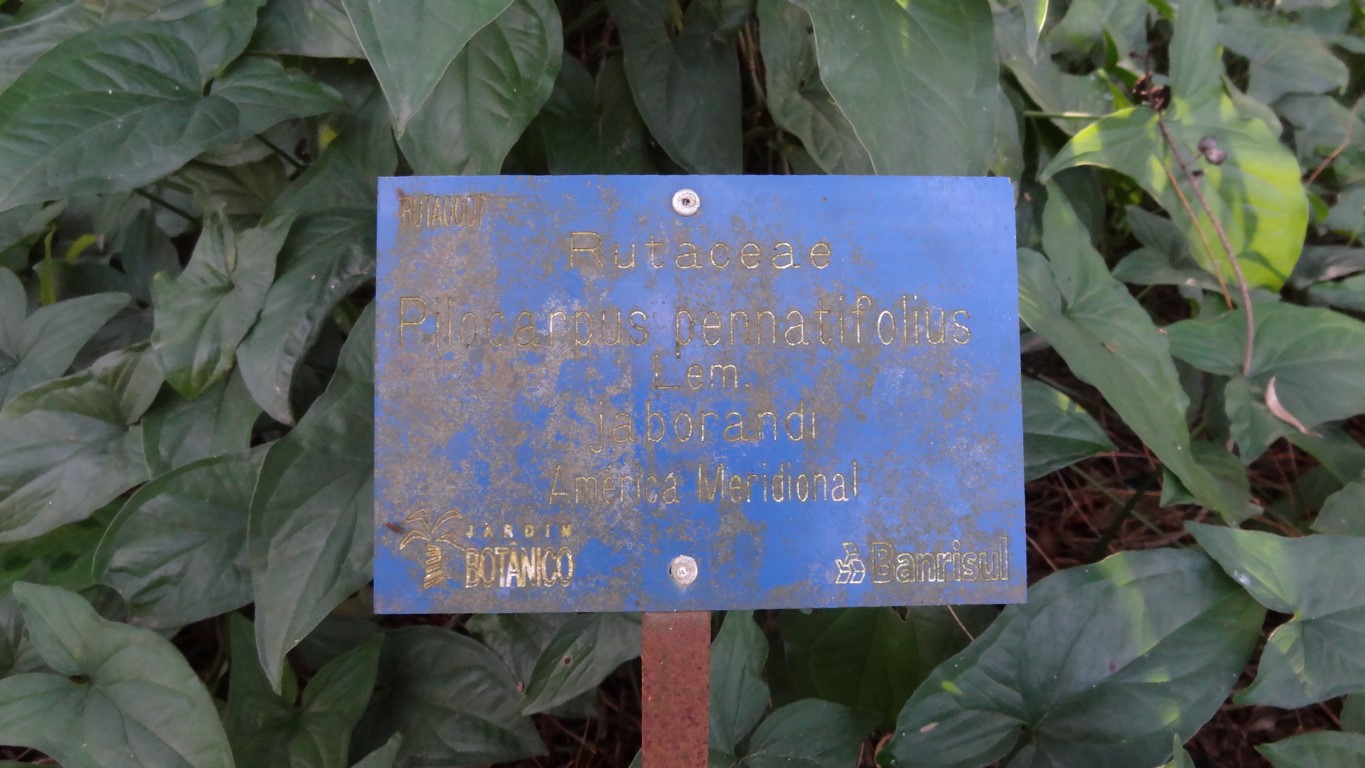 Rutaceae
Pilocarpus pennatifolius
Lem.
jaborandi
América Meridional
JARDIM
BOTÂNICO
Banrisul